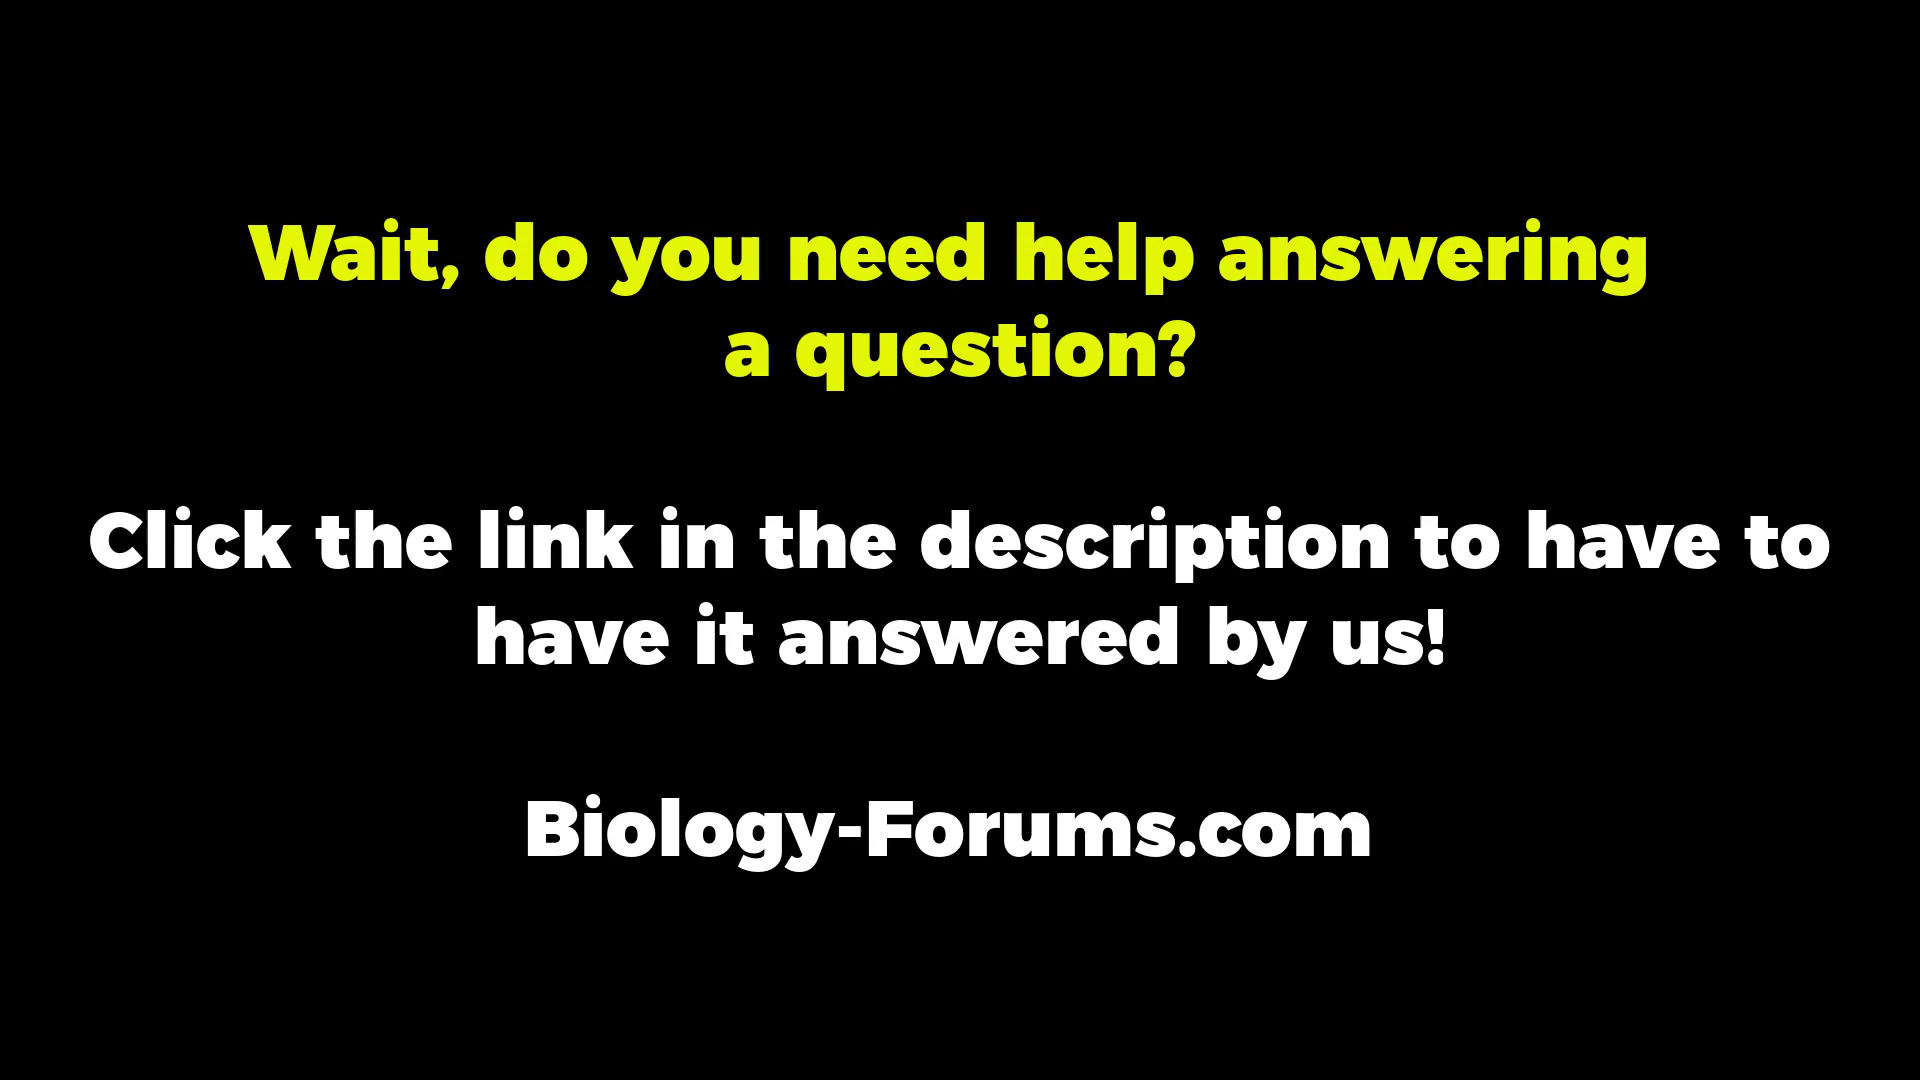 Wait, do you need help answering
a question?
Click the link in the description to have to
have it answered by us!
Biology-Forums.com